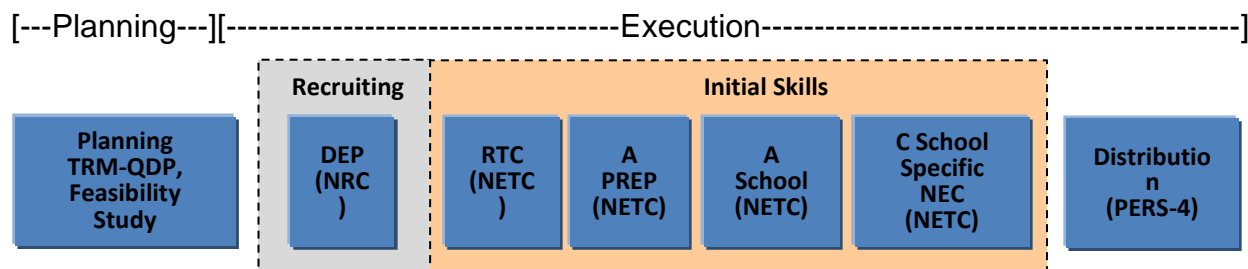 [---Planning---][-----------------------------------Execution-------------------------------------------]
Recruiting
Initial Skills
Planning
TRM-QDP,
Feasibility
Study
DEP
(NRC
)
RTC
(NETC
)
A
PREP
(NETC)
A
School
(NETC)
C School
Specific
NEC
(NETC)
Distributio
n
(PERS-4)